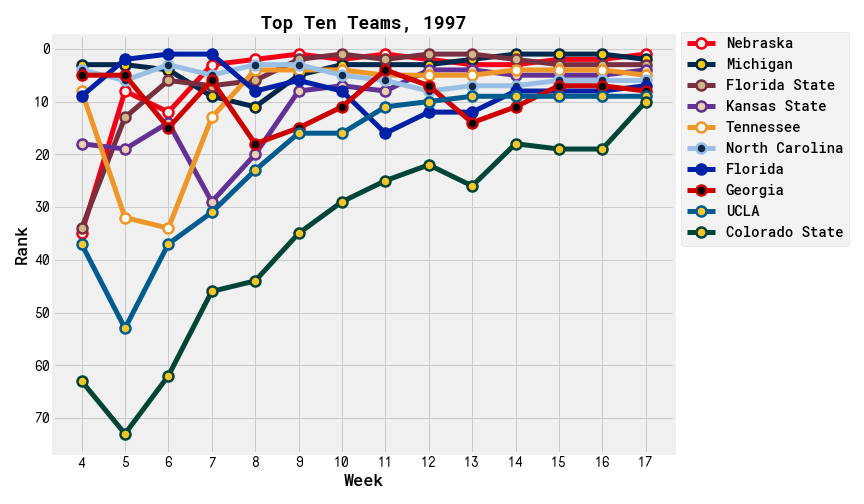 Top Ten Teams, 1997
0
10
20
30
40
50
60
70
Rank
4 5 6 7 8 9 10 11 12 13 14 15 16 17
Week
Nebraska
Michigan
Florida State
Kansas State
Tennessee
North Carolina
Florida
Georgia
UCLA
Colorado State